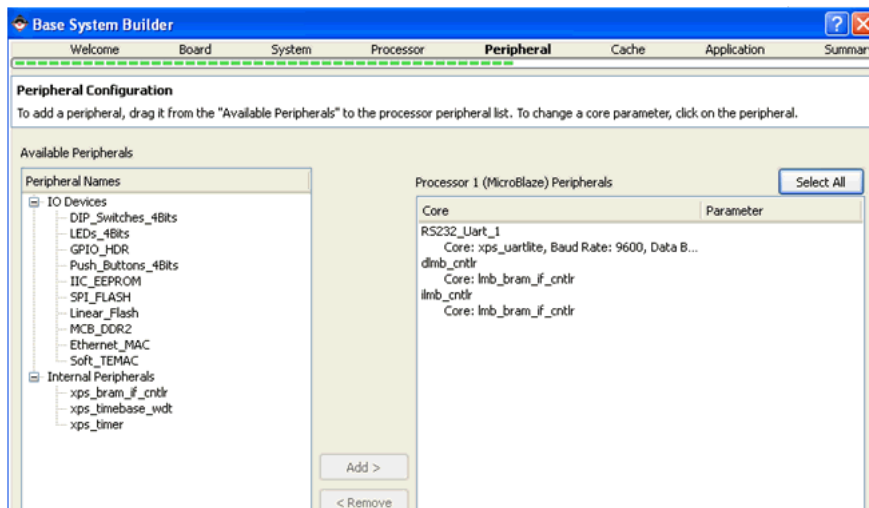 Base System Builder
Welcome Board System Processor Peripheral Cache Application Summar
Peripheral Configuration
To add a peripheral, drag it from the "Available Peripherals" to the processor peripheral list. To change a core parameter, click on the peripheral.
Available Peripherals
Peripheral Names
IO Devices
DIP_Switches_4Bits
LEDs_4Bits
GPIO_HDR
Push_Buttons_4Bits
IIC_EEPROM
SPI_FLASH
Linear_Flash
MCB_DDR2
Ethernet_MAC
Soft_TEMAC
Internal Peripherals
xps_bram_if_cntlr
xps_timebase_wdt
xps_timer
Add >
< Remove
Processor 1 (MicroBlaze) Peripherals Select All
Core Parameter
RS232_Uart_1
Core: xps_uartlite, Baud Rate: 9600, Data B...
dlmb_cntlr
Core: lmb_bram_if_cntlr
ilmb_cntlr
Core: lmb_bram_if_cntlr